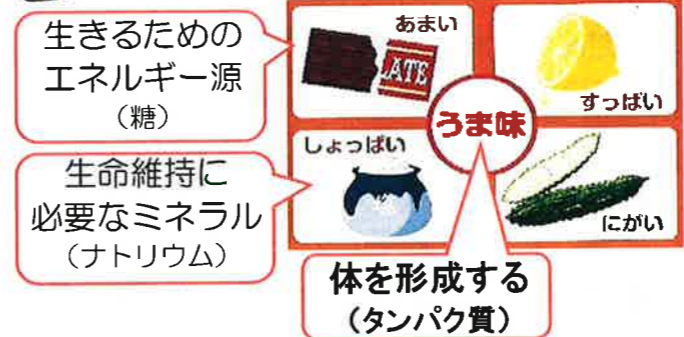 生きるための
エネルギー源
（糖）
あまい
LATE
すっぱい
うま味
しょっぱい
にがい
生命維持に
必要なミネラル
（ナトリウム）
体を形成する
（タンパク質）